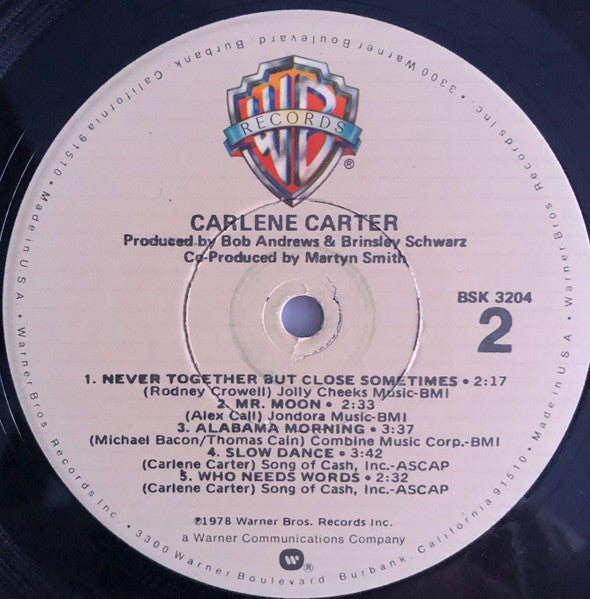 WB
RECORDS
®
CARLENE CARTER
Produced by Bob Andrews & Brinsley Schwarz
Co-Produced by Martyn Smith
BSK 3204
2
1. NEVER TOGETHER BUT CLOSE SOMETIMES • 2:17
(Rodney Crowell) Jolly Cheeks Music-BMI
2. MR. MOON • 2:33
(Alex Call) Jondora Music-BMI
3. ALABAMA MORNING • 3:37
(Michael Bacon/Thomas Cain) Combine Music Corp.-BMI
4. SLOW DANCE • 3:42
(Carlene Carter) Song of Cash, Inc.-ASCAP
5. WHO NEEDS WORDS • 2:32
(Carlene Carter) Song of Cash, Inc.-ASCAP
℗1978 Warner Bros. Records Inc.
a Warner Communications Company
W ®
Warner Bros. Records Inc. • 3300 Warner Boulevard Burbank, California 91510 • Made in U.S.A. • Warner Bros. Records Inc. • 3300 Warner Boulevard Burbank, California 91510 • Made in U.S.A. •